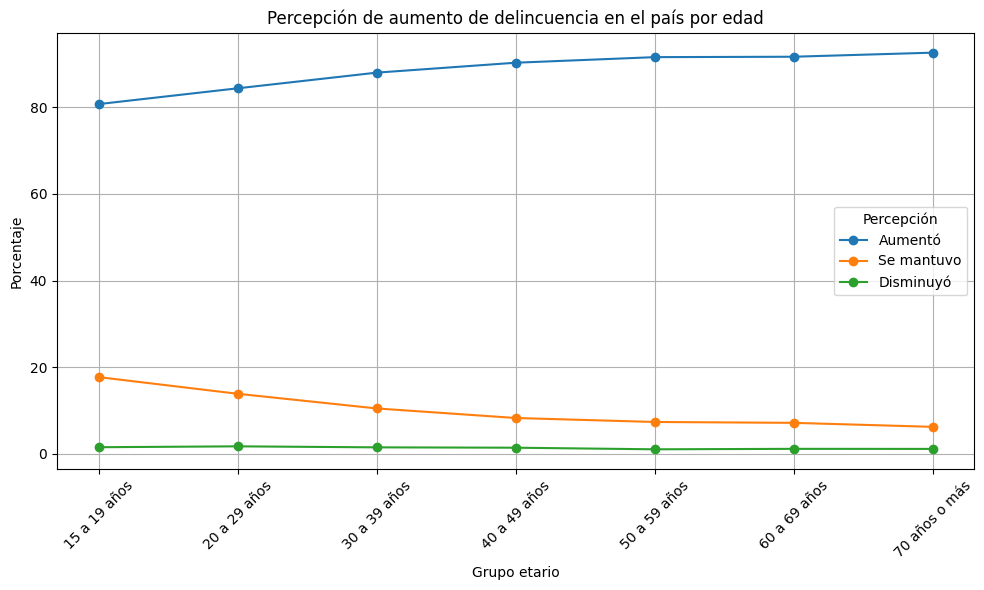 Percepción de aumento de delincuencia en el país por edad
Porcentaje
80
60
40
20
0
Percepción
Aumentó
Se mantuvo
Disminuyó
15 a 19 años
20 a 29 años
30 a 39 años
40 a 49 años
50 a 59 años
60 a 69 años
70 años o más
Grupo etario